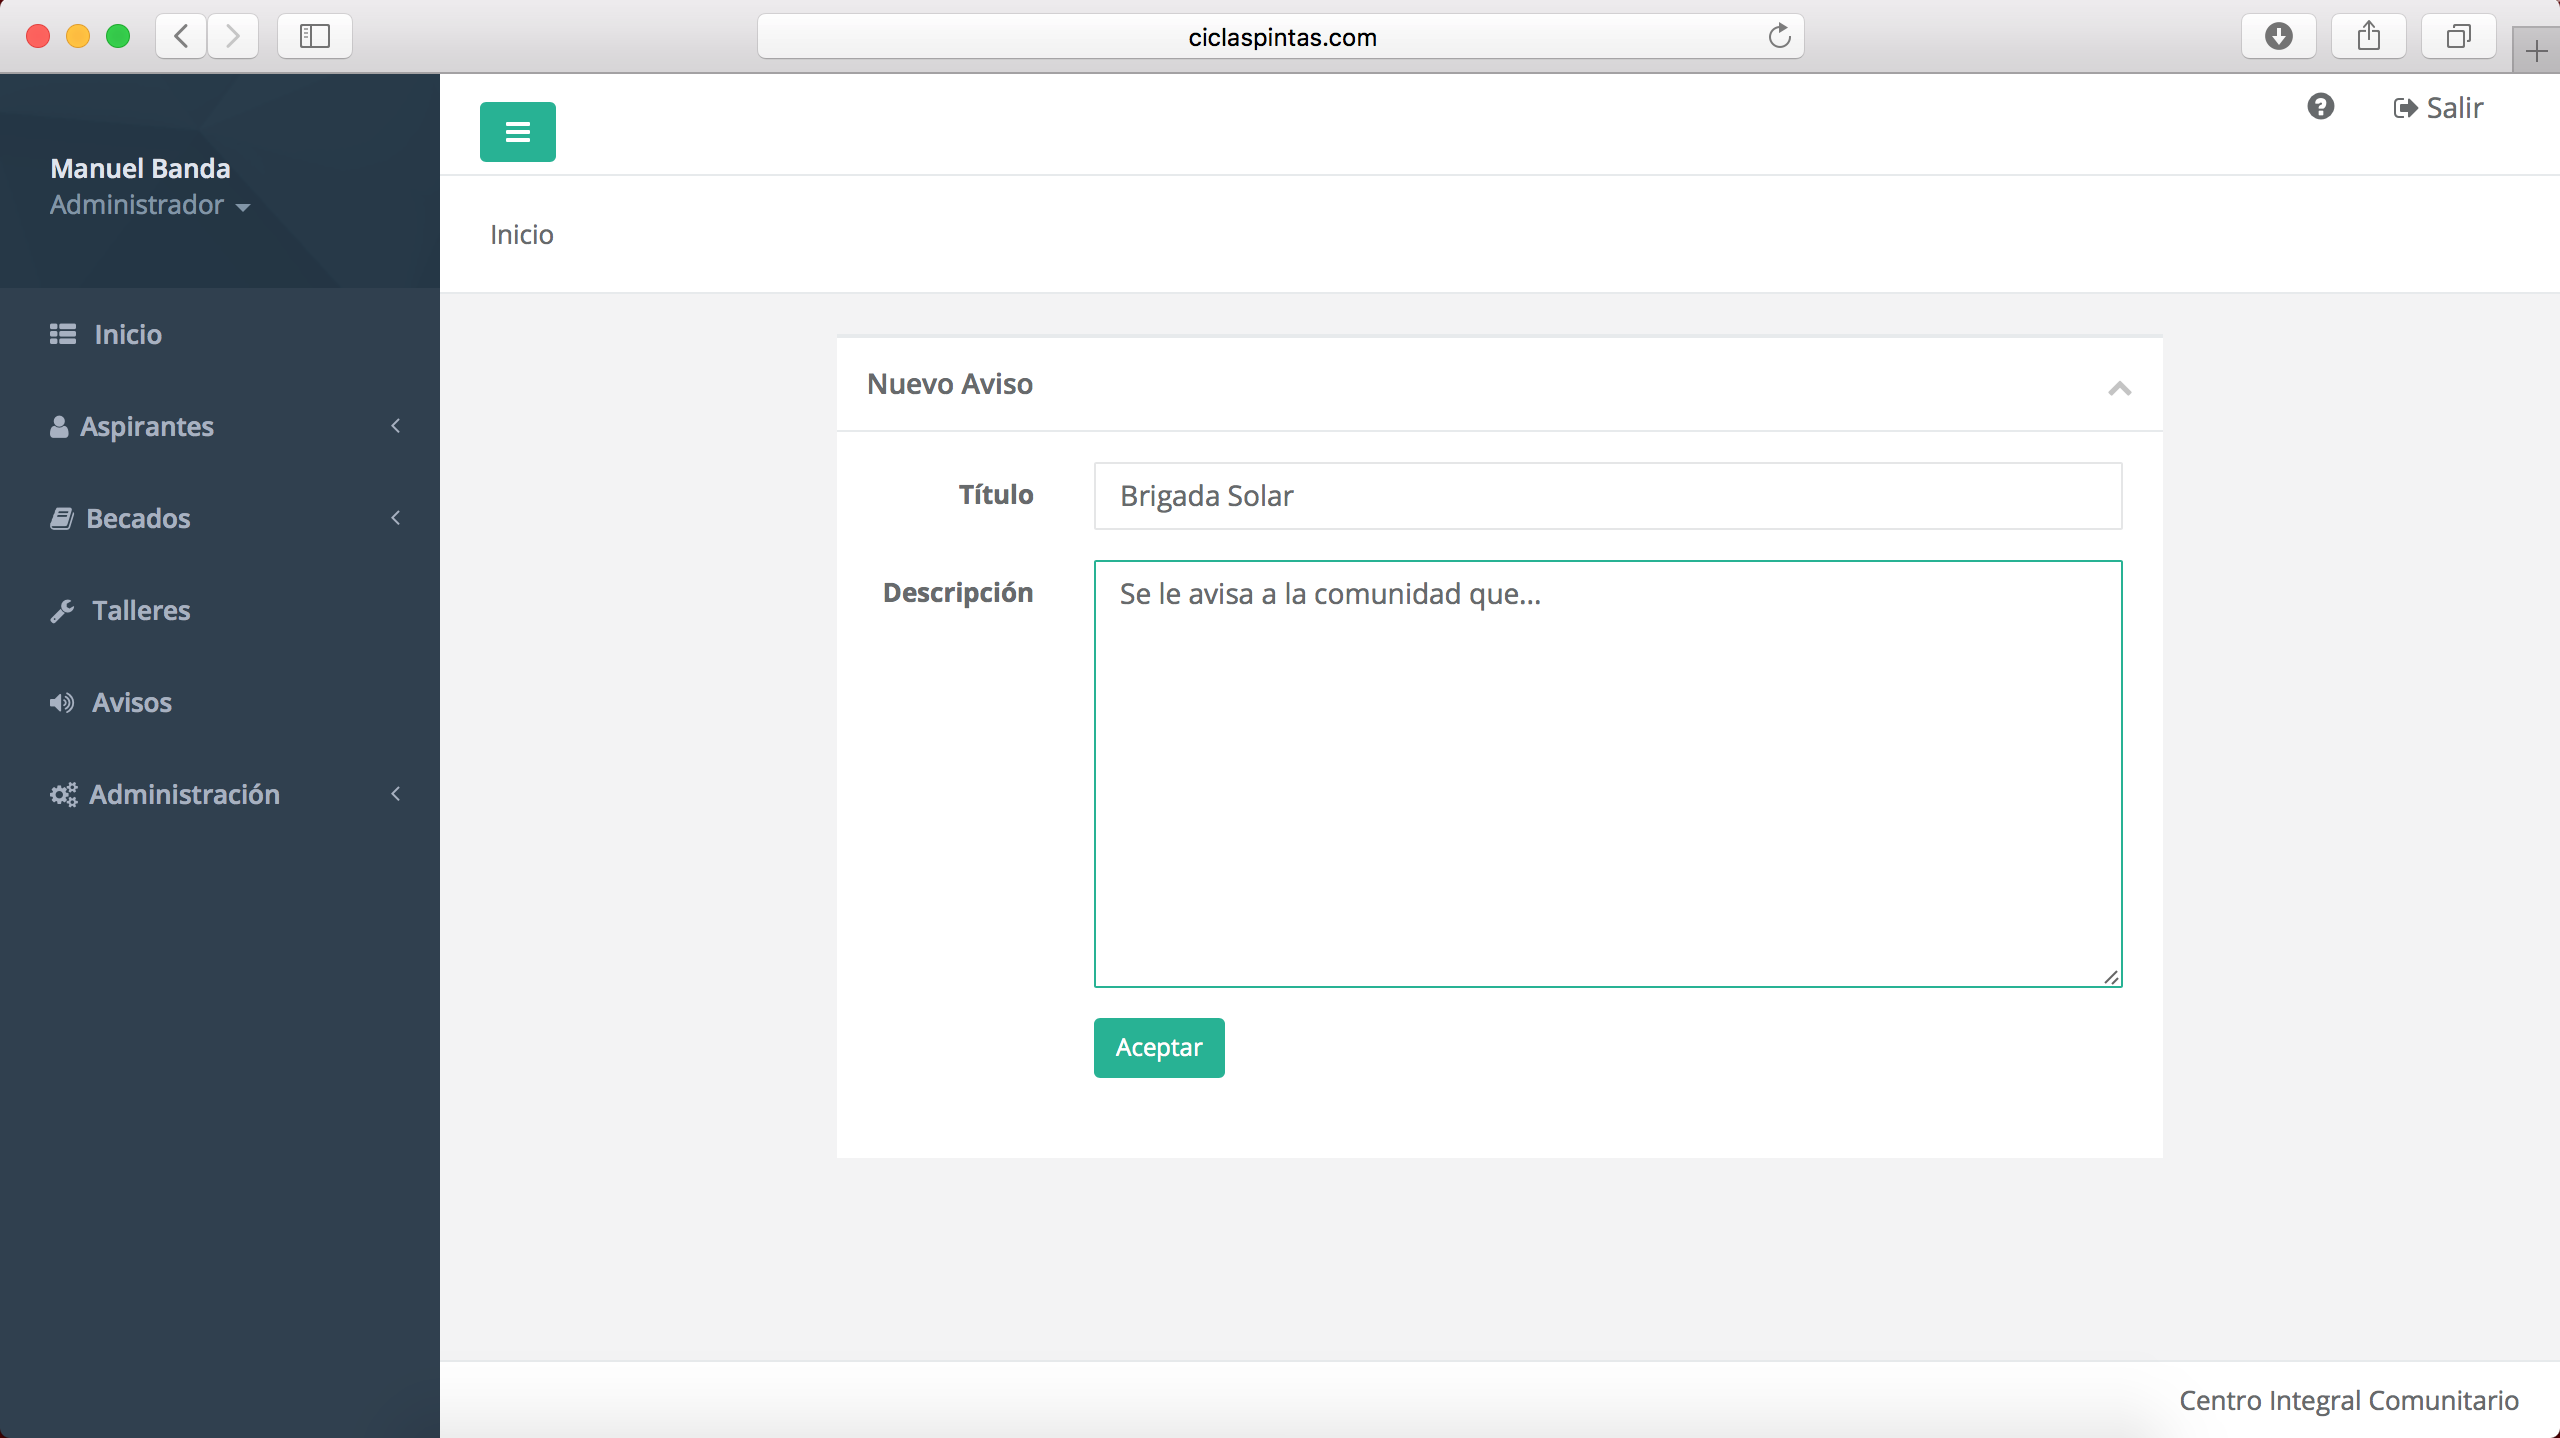 ciclaspintas.com
Salir
Manuel Banda
Administrador
Inicio
Inicio
Aspirantes
Becados
Talleres
Avisos
Administración
Nuevo Aviso
Título
Brigada Solar
Descripción
Se le avisa a la comunidad que...
Aceptar
Centro Integral Comunitario